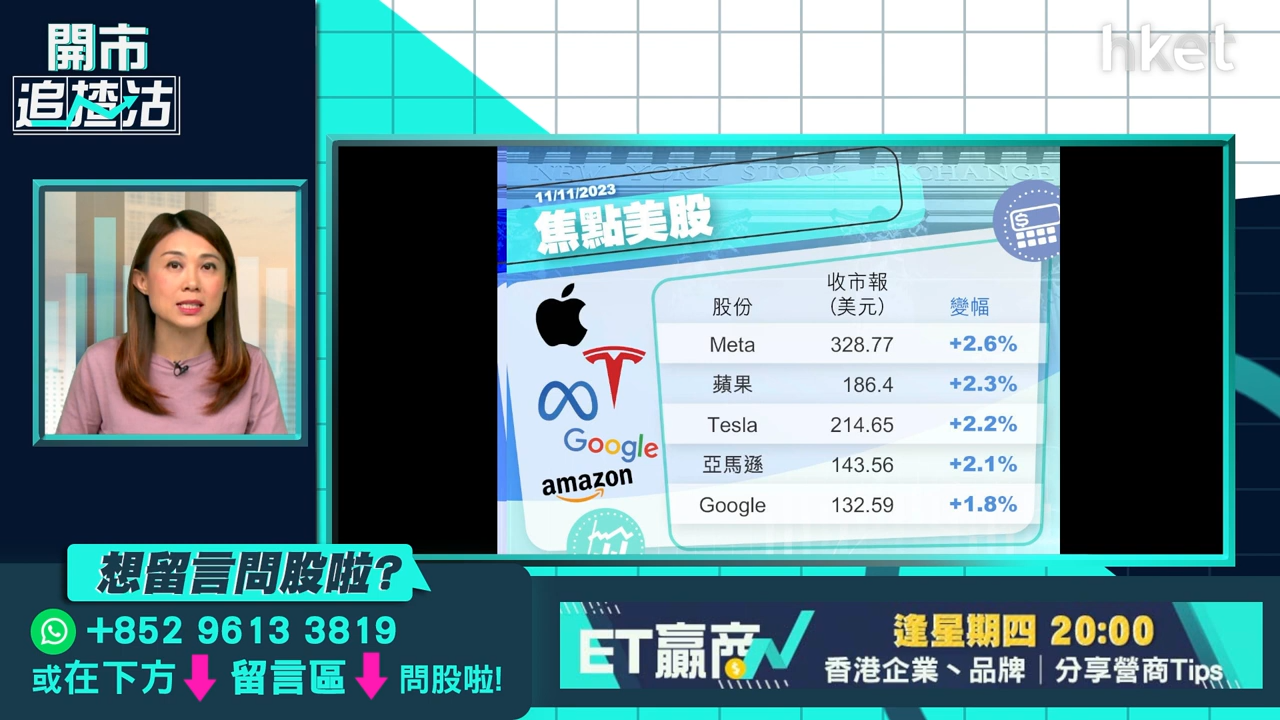 開市
追揸沽
hket
NEW YORK STOCK EXCHANGE
11/11/2023
焦點美股
$
股份 收市報(美元) 變幅
Meta 328.77 +2.6%
蘋果 186.4 +2.3%
Tesla 214.65 +2.2%
亞馬遜 143.56 +2.1%
Google 132.59 +1.8%
Google
amazon
想留言問股啦?
+852 9613 3819
或在下方 留言區 問股啦!
ET贏商
$
逢星期四 20:00
香港企業、品牌｜分享營商Tips